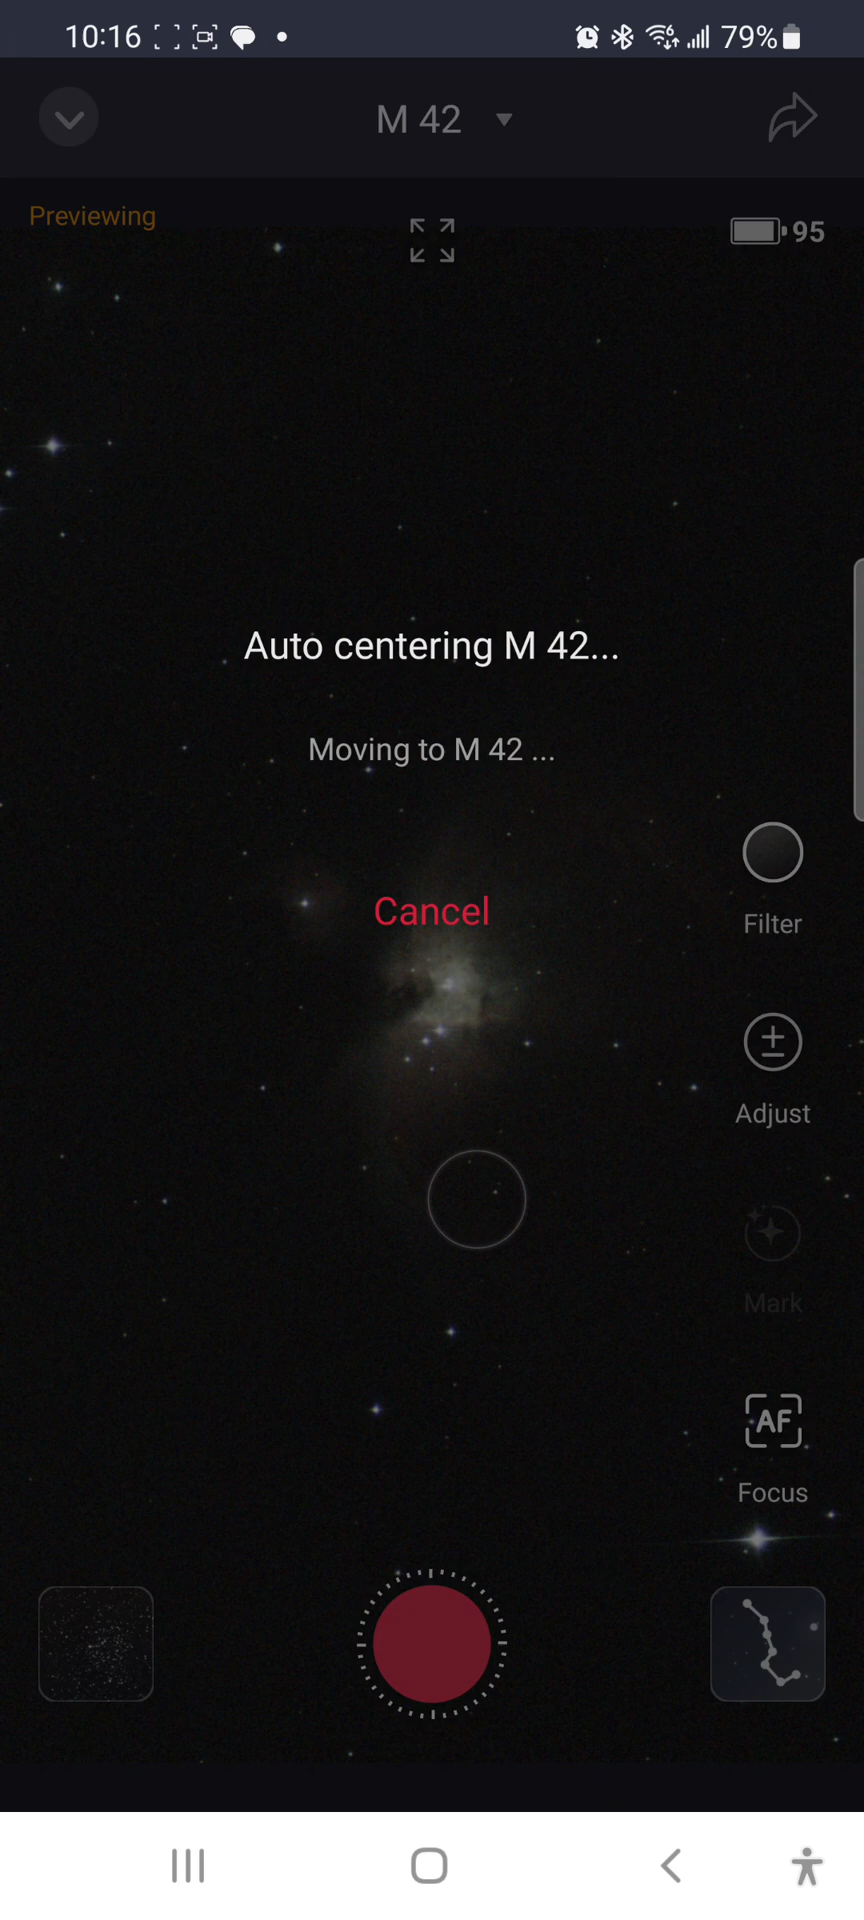 10:16 79%
M 42
Previewing
95
Auto centering M 42...
Moving to M 42 ...
Cancel
Filter
Adjust
Mark
AF
Focus